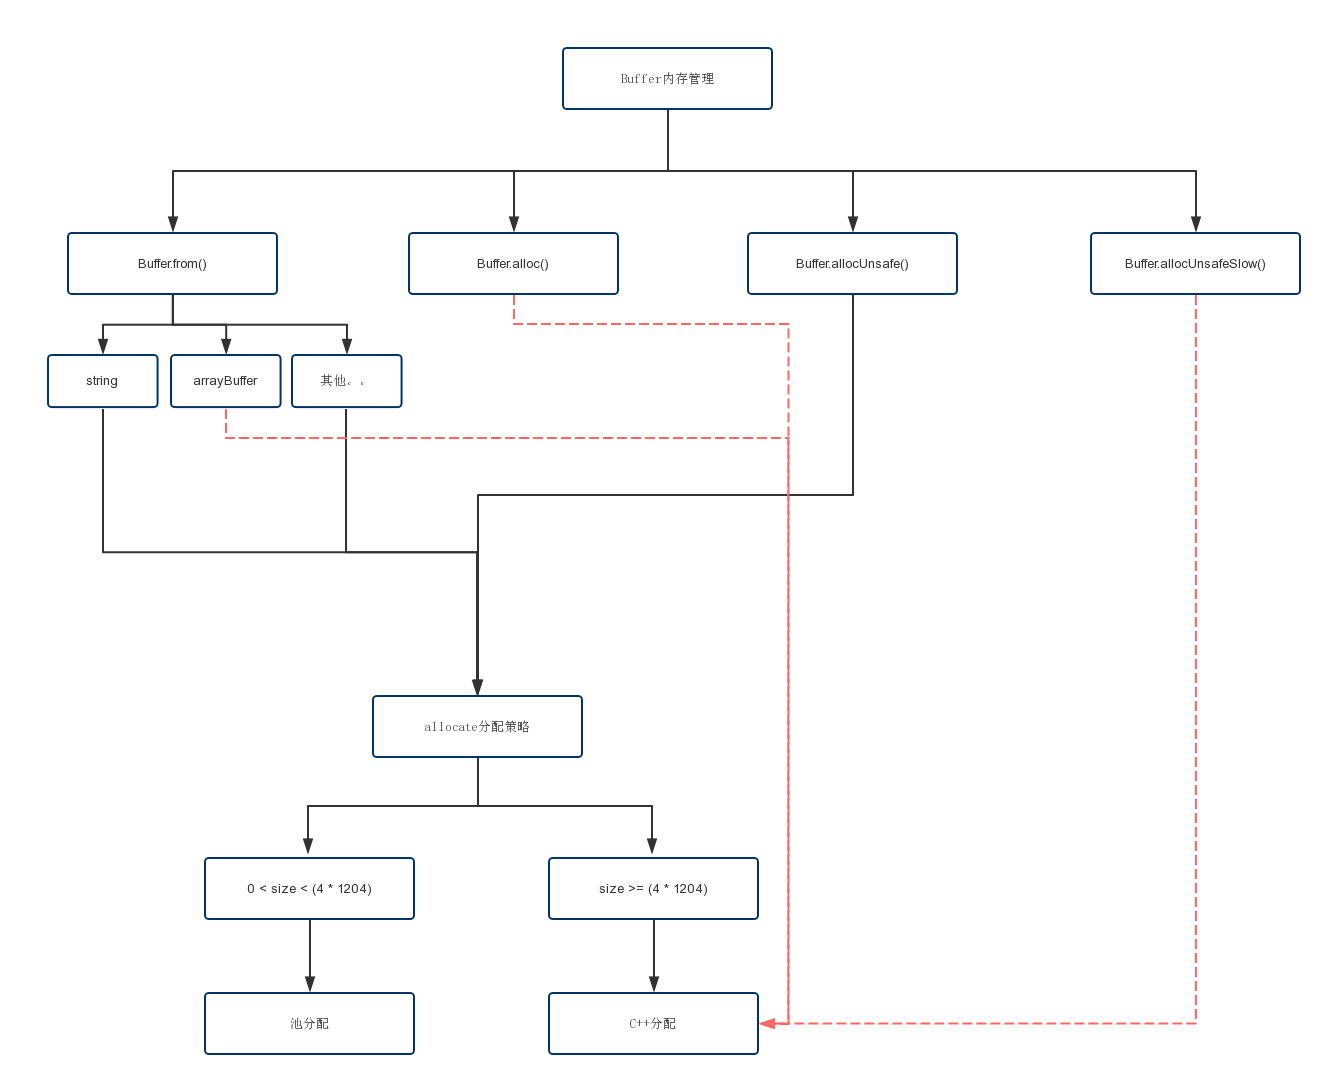 Buffer内存管理
Buffer.from()
Buffer.alloc()
Buffer.allocUnsafe()
Buffer.allocUnsafeSlow()
string
arrayBuffer
其他。。
allocate分配策略
0 < size < (4 * 1204)
size >= (4 * 1204)
池分配
C++分配